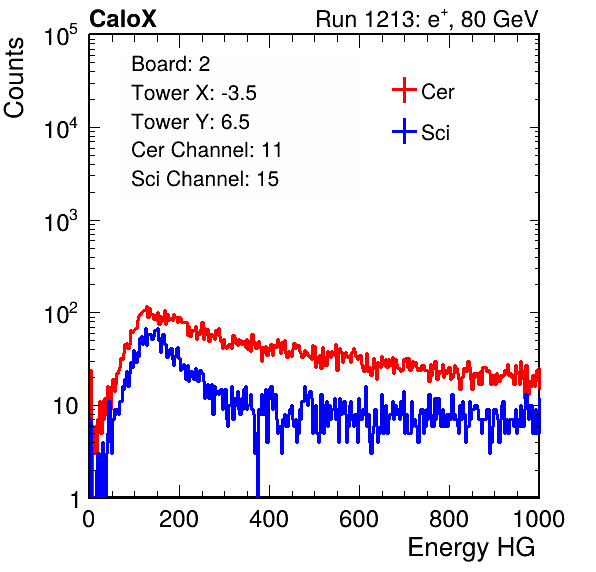 CaloX
Run 1213: e⁺, 80 GeV
Counts
10⁵
10⁴
10³
10²
10
1
Board: 2
Tower X: -3.5
Tower Y: 6.5
Cer Channel: 11
Sci Channel: 15
Cer
Sci
0 200 400 600 800 1000
Energy HG